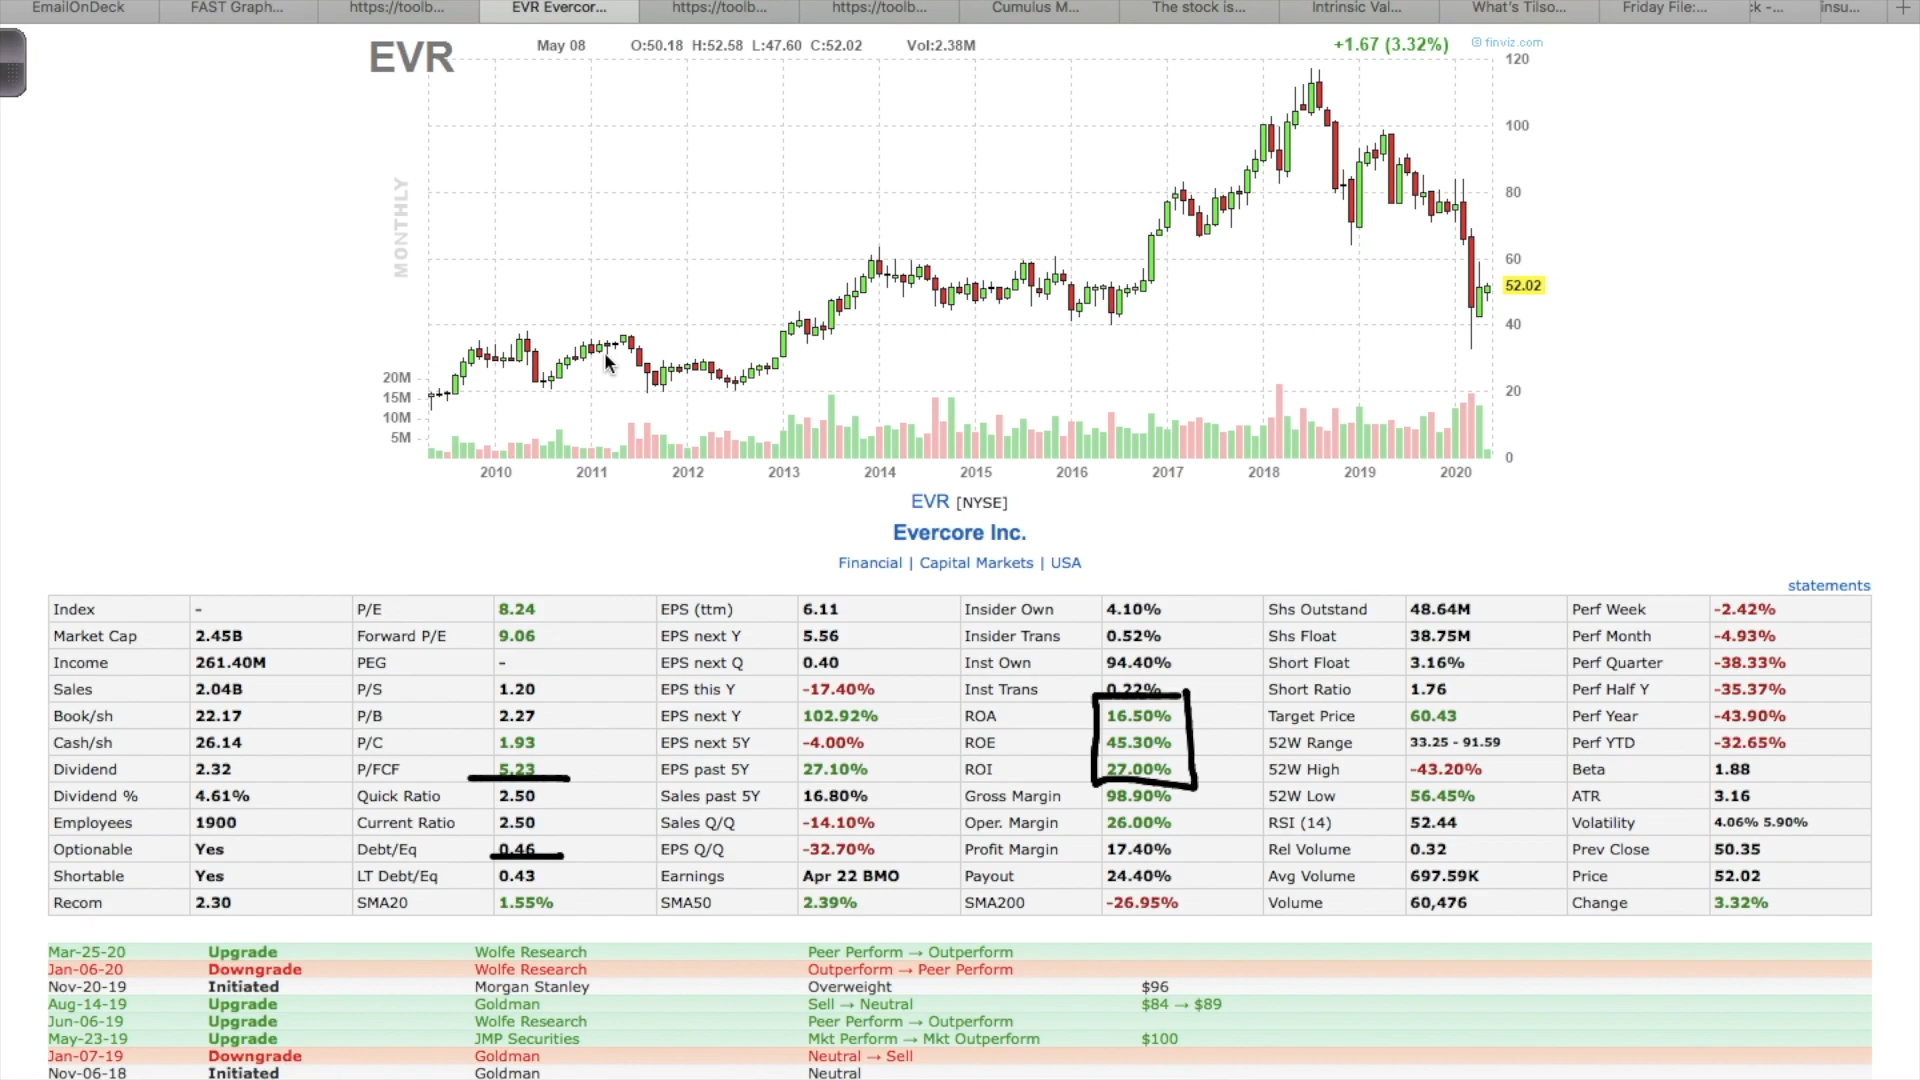 EmailOnDeck FAST Graph... https://toolb... EVR Evercor... https://toolb... https://toolb... Cumulus M... The stock is... Intrinsic Val... What's Tilso... Friday File:... ck -... insu... +
EVR May 08 O:50.18 H:52.58 L:47.60 C:52.02 Vol:2.38M +1.67 (3.32%) © finviz.com
120
100
MONTHLY
80
60
52.02
40
20M
20
15M
10M
5M
0
2010 2011 2012 2013 2014 2015 2016 2017 2018 2019 2020
EVR [NYSE]
Evercore Inc.
Financial | Capital Markets | USA
statements
Index - P/E 8.24 EPS (ttm) 6.11 Insider Own 4.10% Shs Outstand 48.64M Perf Week -2.42%
Market Cap 2.45B Forward P/E 9.06 EPS next Y 5.56 Insider Trans 0.52% Shs Float 38.75M Perf Month -4.93%
Income 261.40M PEG - EPS next Q 0.40 Inst Own 94.40% Short Float 3.16% Perf Quarter -38.33%
Sales 2.04B P/S 1.20 EPS this Y -17.40% Inst Trans 0.22% Short Ratio 1.76 Perf Half Y -35.37%
Book/sh 22.17 P/B 2.27 EPS next Y 102.92% ROA 16.50% Target Price 60.43 Perf Year -43.90%
Cash/sh 26.14 P/C 1.93 EPS next 5Y -4.00% ROE 45.30% 52W Range 33.25 - 91.59 Perf YTD -32.65%
Dividend 2.32 P/FCF 5.23 EPS past 5Y 27.10% ROI 27.00% 52W High -43.20% Beta 1.88
Dividend % 4.61% Quick Ratio 2.50 Sales past 5Y 16.80% Gross Margin 98.90% 52W Low 56.45% ATR 3.16
Employees 1900 Current Ratio 2.50 Sales Q/Q -14.10% Oper. Margin 26.00% RSI (14) 52.44 Volatility 4.06% 5.90%
Optionable Yes Debt/Eq 0.46 EPS Q/Q -32.70% Profit Margin 17.40% Rel Volume 0.32 Prev Close 50.35
Shortable Yes LT Debt/Eq 0.43 Earnings Apr 22 BMO Payout 24.40% Avg Volume 697.59K Price 52.02
Recom 2.30 SMA20 1.55% SMA50 2.39% SMA200 -26.95% Volume 60,476 Change 3.32%
Mar-25-20 Upgrade Wolfe Research Peer Perform → Outperform
Jan-06-20 Downgrade Wolfe Research Outperform → Peer Perform
Nov-20-19 Initiated Morgan Stanley Overweight $96
Aug-14-19 Upgrade Goldman Sell → Neutral $84 → $89
Jun-06-19 Upgrade Wolfe Research Peer Perform → Outperform
May-23-19 Upgrade JMP Securities Mkt Perform → Mkt Outperform $100
Jan-07-19 Downgrade Goldman Neutral → Sell
Nov-06-18 Initiated Goldman Neutral